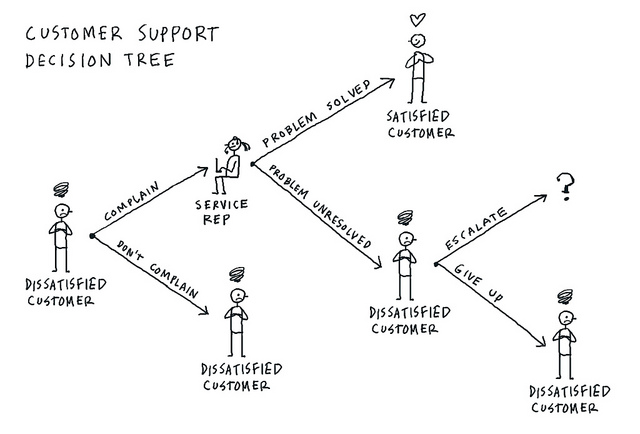 CUSTOMER SUPPORT
DECISION TREE
PROBLEM SOLVED
SATISFIED
CUSTOMER
COMPLAIN
SERVICE
REP
PROBLEM UNRESOLVED
?
ESCALATE
DISSATISFIED
CUSTOMER
DON'T COMPLAIN
GIVE UP
DISSATISFIED
CUSTOMER
DISSATISFIED
CUSTOMER
DISSATISFIED
CUSTOMER